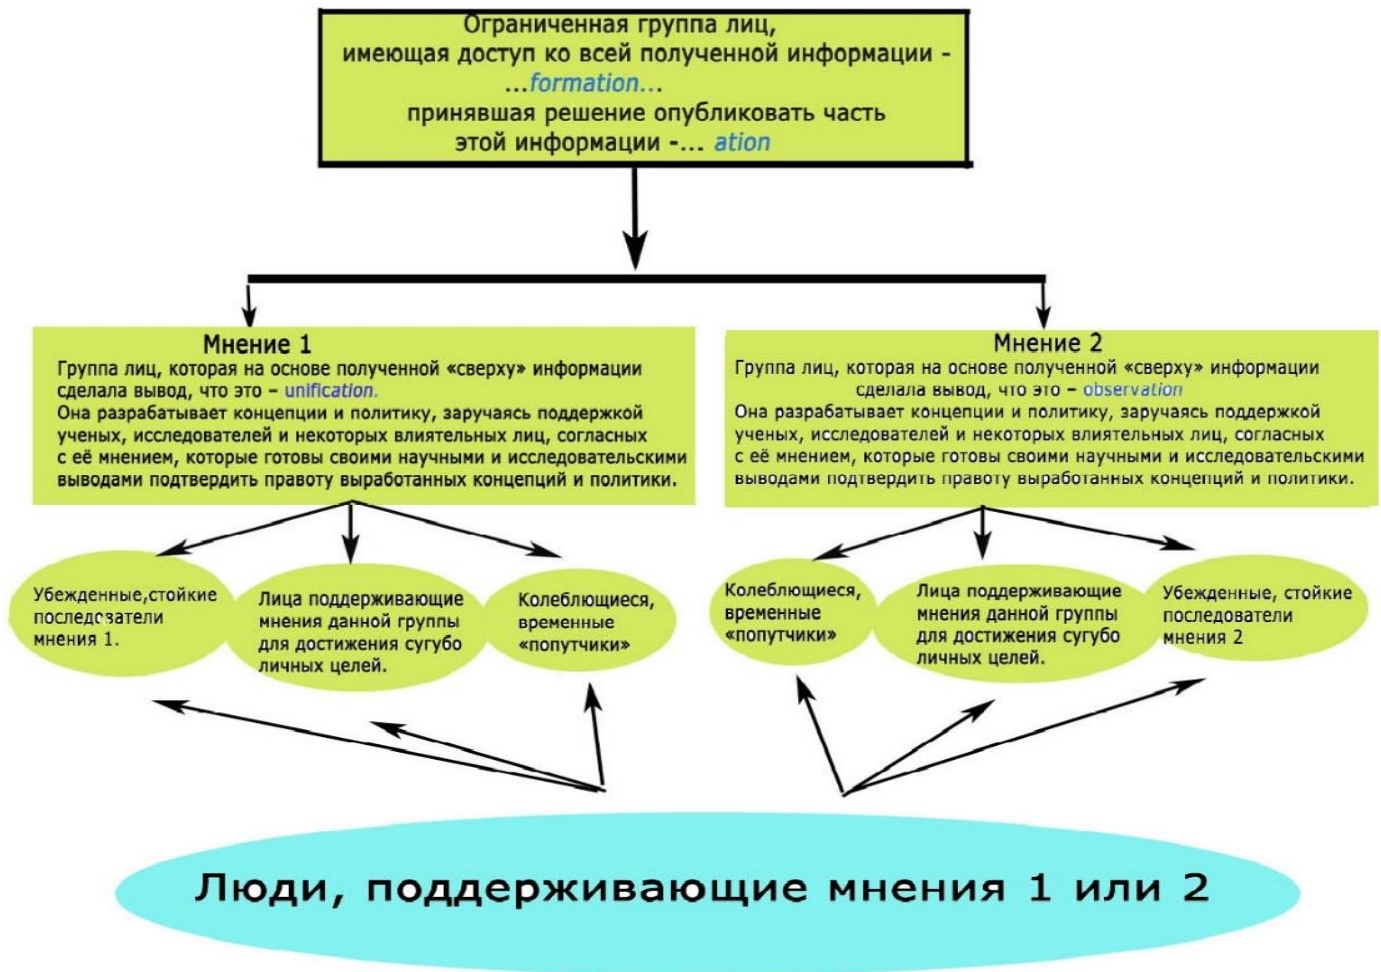 Ограниченная группа лиц,
имеющая доступ ко всей полученной информации -
...formation...
принявшая решение опубликовать часть
этой информации -... ation
Мнение 1
Группа лиц, которая на основе полученной «сверху» информации
сделала вывод, что это – unification.
Она разрабатывает концепции и политику, заручаясь поддержкой
ученых, исследователей и некоторых влиятельных лиц, согласных
с её мнением, которые готовы своими научными и исследовательскими
выводами подтвердить правоту выработанных концепций и политики.
Мнение 2
Группа лиц, которая на основе полученной «сверху» информации
сделала вывод, что это – observation
Она разрабатывает концепции и политику, заручаясь поддержкой
ученых, исследователей и некоторых влиятельных лиц, согласных
с её мнением, которые готовы своими научными и исследовательскими
выводами подтвердить правоту выработанных концепций и политики.
Убежденные,стойкие
последователи
мнения 1.
Лица поддерживающие
мнения данной группы
для достижения сугубо
личных целей.
Колеблющиеся,
временные
«попутчики»
Колеблющиеся,
временные
«попутчики»
Лица поддерживающие
мнения данной группы
для достижения сугубо
личных целей.
Убежденные, стойкие
последователи
мнения 2
Люди, поддерживающие мнения 1 или 2